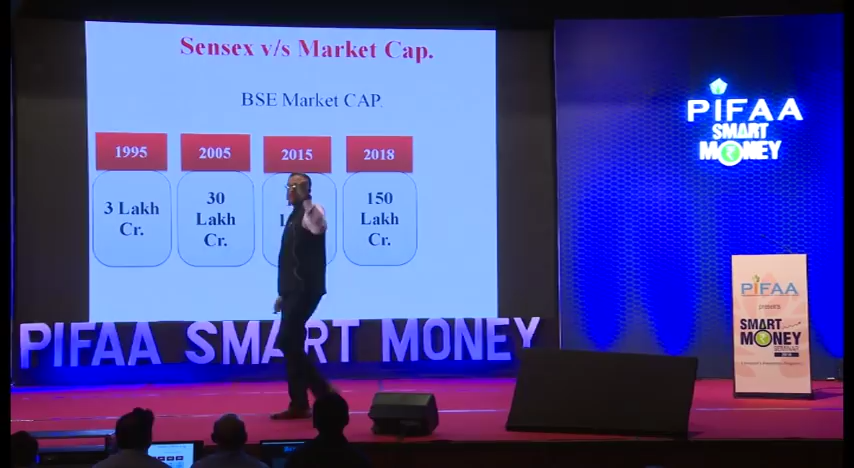 Sensex v/s Market Cap.
BSE Market CAP.
1995
2005
2015
2018
3 Lakh
Cr.
30
Lakh
Cr.
150
Lakh
Cr.
PIFAA
SMART
MONEY
PIFAA
SMART
MONEY
SEMINAR
PIFAA SMART MONEY